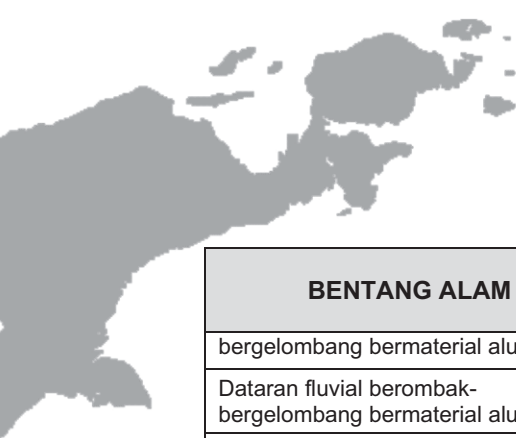 BENTANG ALAM
bergelombang bermaterial alu
Dataran fluvial berombak-
bergelombang bermaterial alu